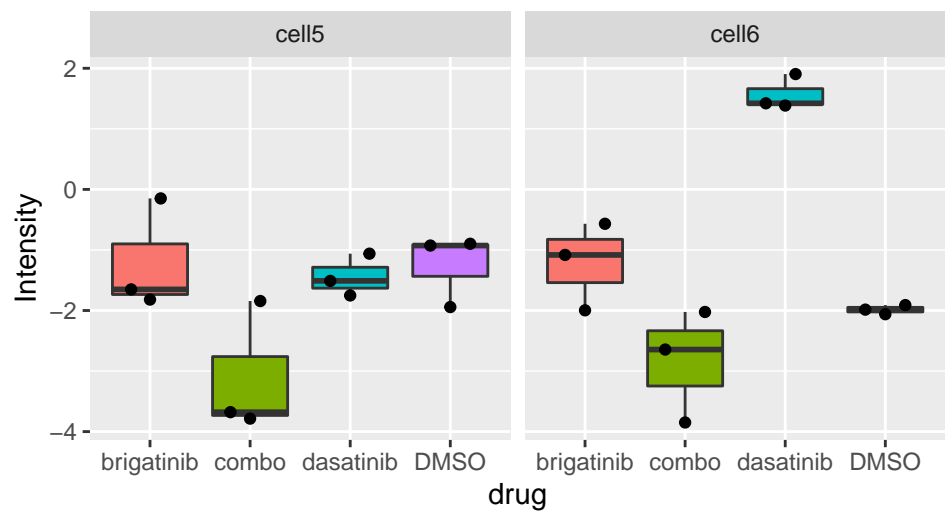 cell5 cell6
2
0
−2
−4
Intensity
brigatinib combo dasatinib DMSO brigatinib combo dasatinib DMSO
drug